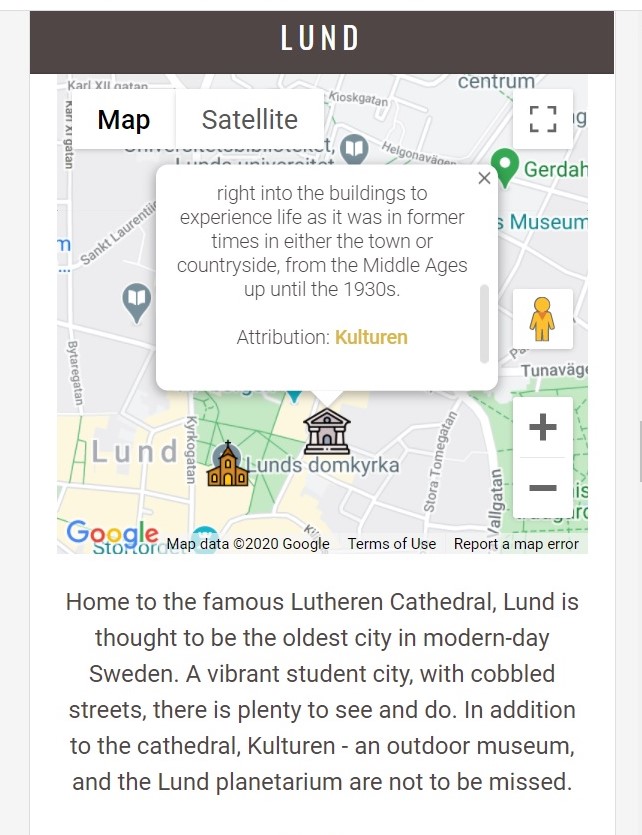 LUND
Karl XII gatan
centrum
Karl XI gatan
Kioskgatan
Map
Satellite
Universitetsbiblioteket,
Lunds universitet
Helgonavägen
Gerdah
s Museum
Sankt Laurentii
m
...
right into the buildings to
experience life as it was in former
times in either the town or
countryside, from the Middle Ages
up until the 1930s.
Attribution: Kulturen
Bytaregatan
Tunaväge
Lund
Kyrkogatan
Lunds domkyrka
Stora Tomegatan
Vallgatan
Google
Stortorget
Map data ©2020 Google
Terms of Use
Report a map error
Home to the famous Lutheren Cathedral, Lund is
thought to be the oldest city in modern-day
Sweden. A vibrant student city, with cobbled
streets, there is plenty to see and do. In addition
to the cathedral, Kulturen - an outdoor museum,
and the Lund planetarium are not to be missed.